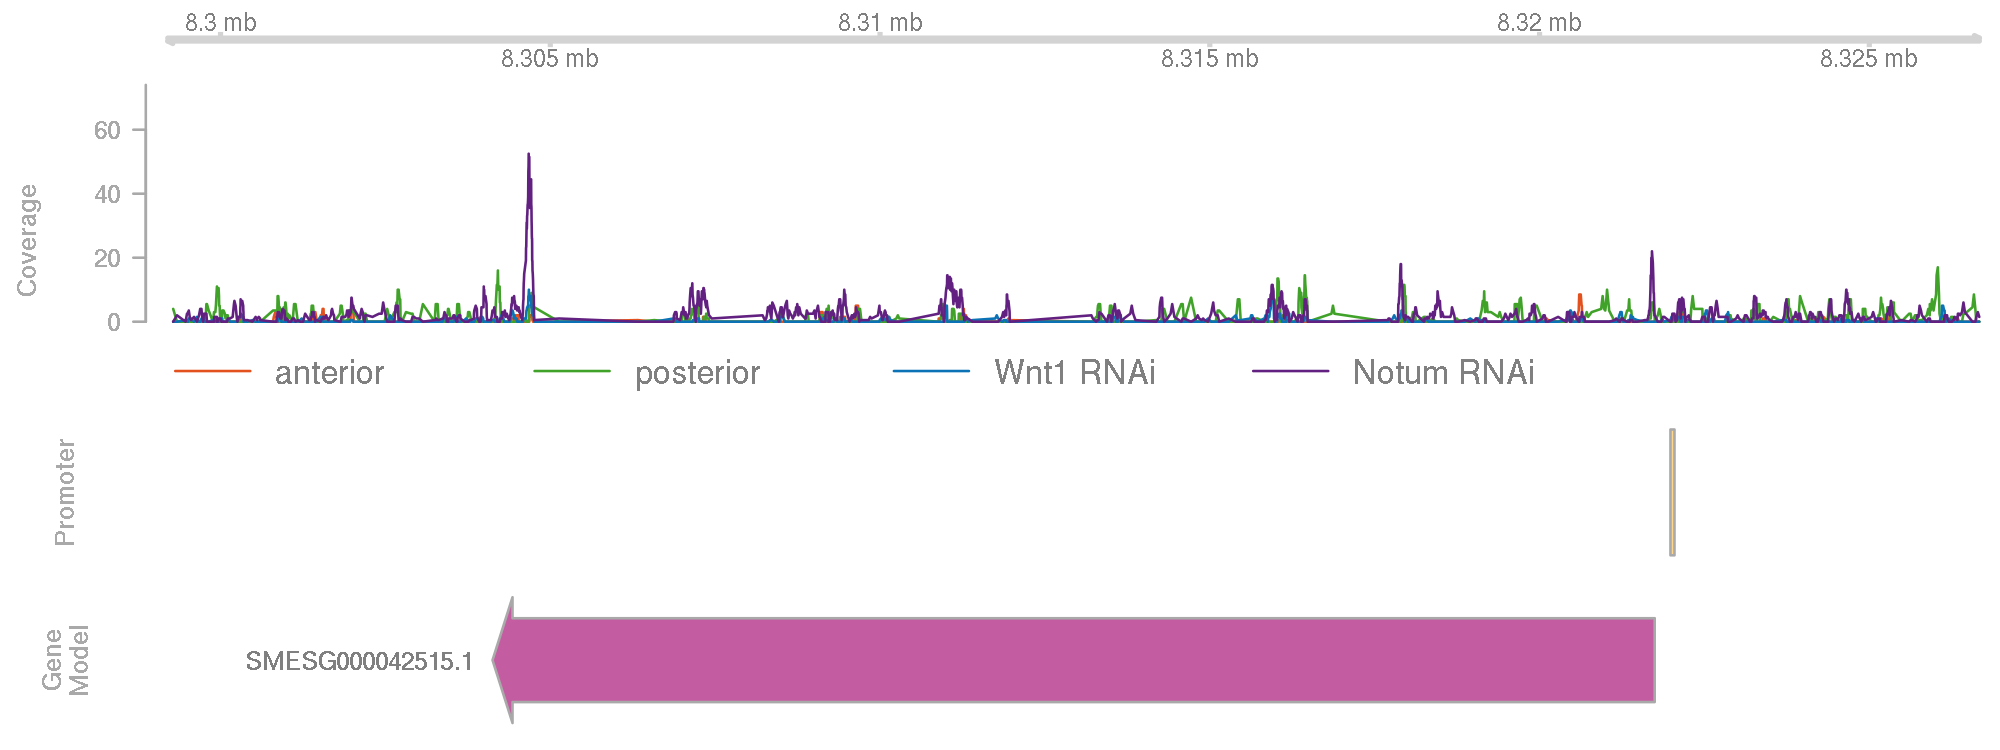 8.3 mb 8.31 mb 8.32 mb
8.305 mb 8.315 mb 8.325 mb
Coverage
60
40
20
0
anterior posterior Wnt1 RNAi Notum RNAi
Promoter
Gene
Model
SMESG000042515.1